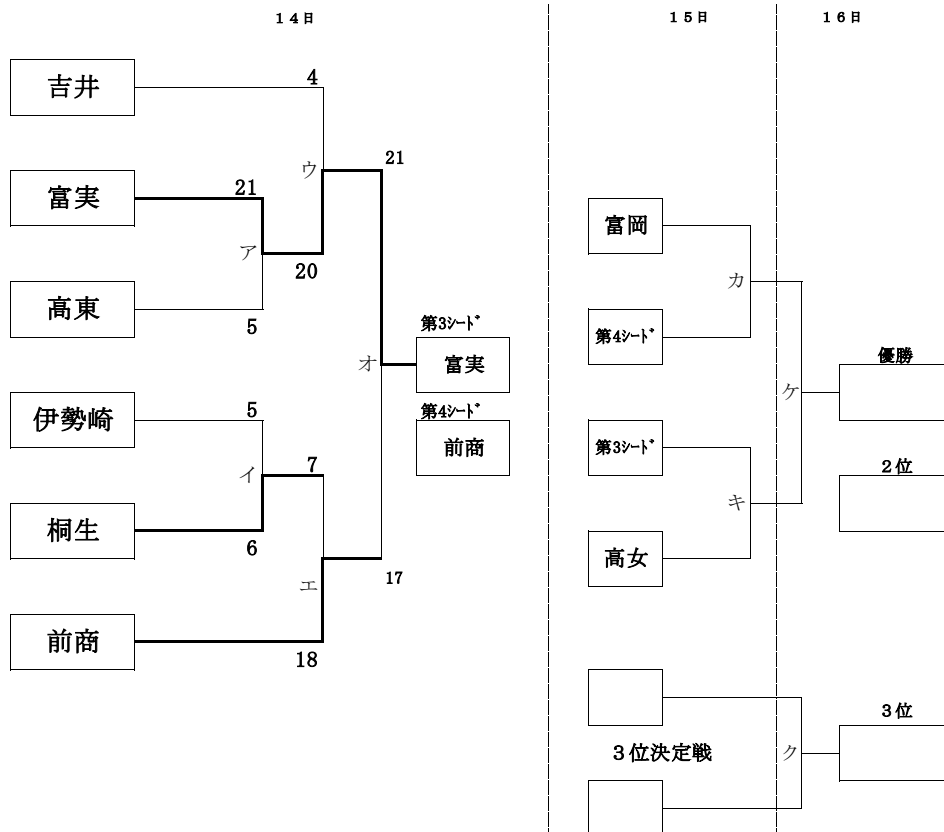 １４日
１５日
１６日
吉井
4
富実
21
ア
20
ウ
21
高東
5
伊勢崎
5
イ
7
桐生
6
エ
17
前商
18
オ
第3ｼｰﾄﾞ
富実
第4ｼｰﾄﾞ
前商
富岡
カ
第4ｼｰﾄﾞ
第3ｼｰﾄﾞ
キ
高女
ケ
優勝
２位
３位決定戦
ク
３位